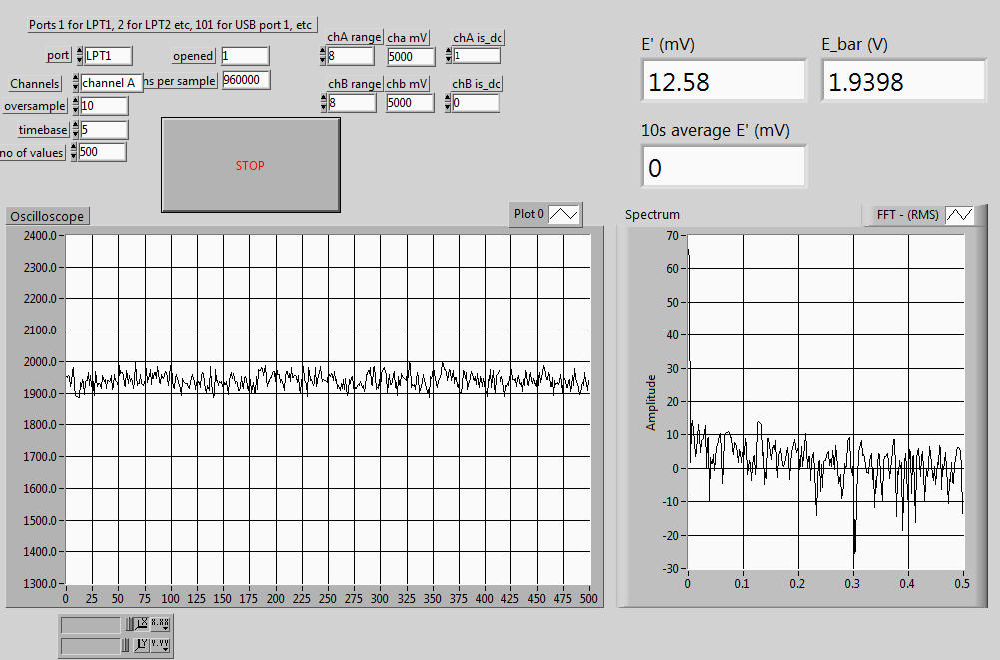 Ports 1 for LPT1, 2 for LPT2 etc, 101 for USB port 1, etc
port LPT1 opened 1
Channels channel A ns per sample 960000
oversample 10
timebase 5
no of values 500
chA range cha mV chA is_dc
8 5000 1
chB range chb mV chB is_dc
8 5000 0
STOP
E' (mV) E_bar (V)
12.58 1.9398
10s average E' (mV)
0
Oscilloscope Plot 0
2400.0
2300.0
2200.0
2100.0
2000.0
1900.0
1800.0
1700.0
1600.0
1500.0
1400.0
1300.0
0 25 50 75 100 125 150 175 200 225 250 275 300 325 350 375 400 425 450 475 500
Spectrum FFT - (RMS)
Amplitude
70
60
50
40
30
20
10
0
-10
-20
-30
0 0.1 0.2 0.3 0.4 0.5
X X.XX
Y Y.YY